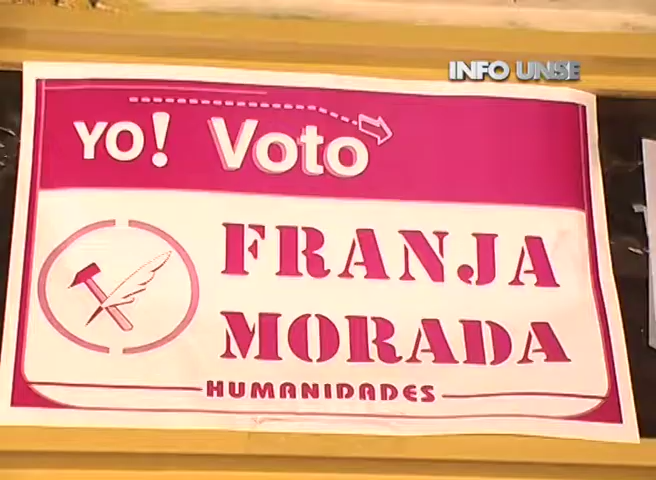 INFO UNSE
YO! Voto
FRANJA
MORADA
HUMANIDADES